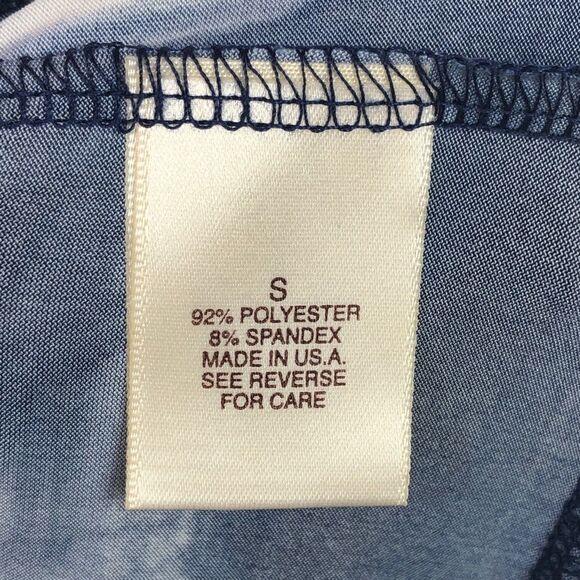 S
92% POLYESTER
8% SPANDEX
MADE IN U.S.A.
SEE REVERSE
FOR CARE